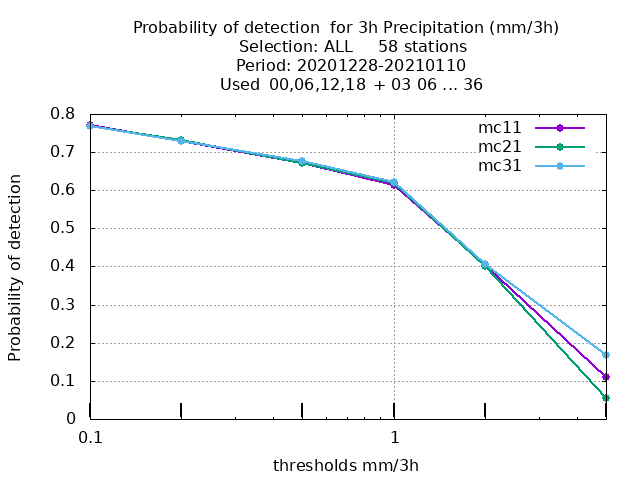 Probability of detection  for 3h Precipitation (mm/3h)
Selection: ALL     58 stations
Period: 20201228-20210110
Used  00,06,12,18  + 03 06 ... 36
mc11
mc21
mc31
0.8
0.7
0.6
0.5
0.4
0.3
0.2
0.1
0
Probability of detection
0.1
1
thresholds mm/3h